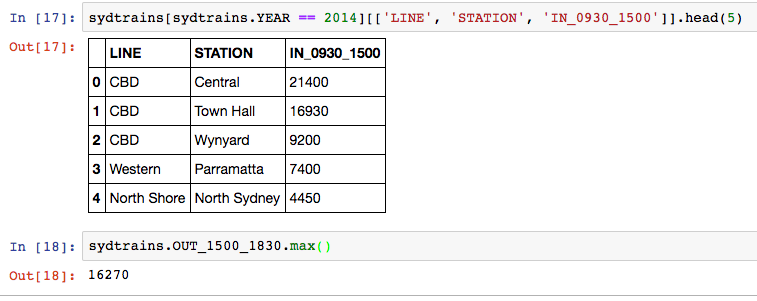 In [17]: sydtrains[sydtrains.YEAR == 2014][['LINE', 'STATION', 'IN_0930_1500']].head(5)
Out[17]:
LINE STATION IN_0930_1500
0 CBD Central 21400
1 CBD Town Hall 16930
2 CBD Wynyard 9200
3 Western Parramatta 7400
4 North Shore North Sydney 4450
In [18]: sydtrains.OUT_1500_1830.max()
Out[18]: 16270